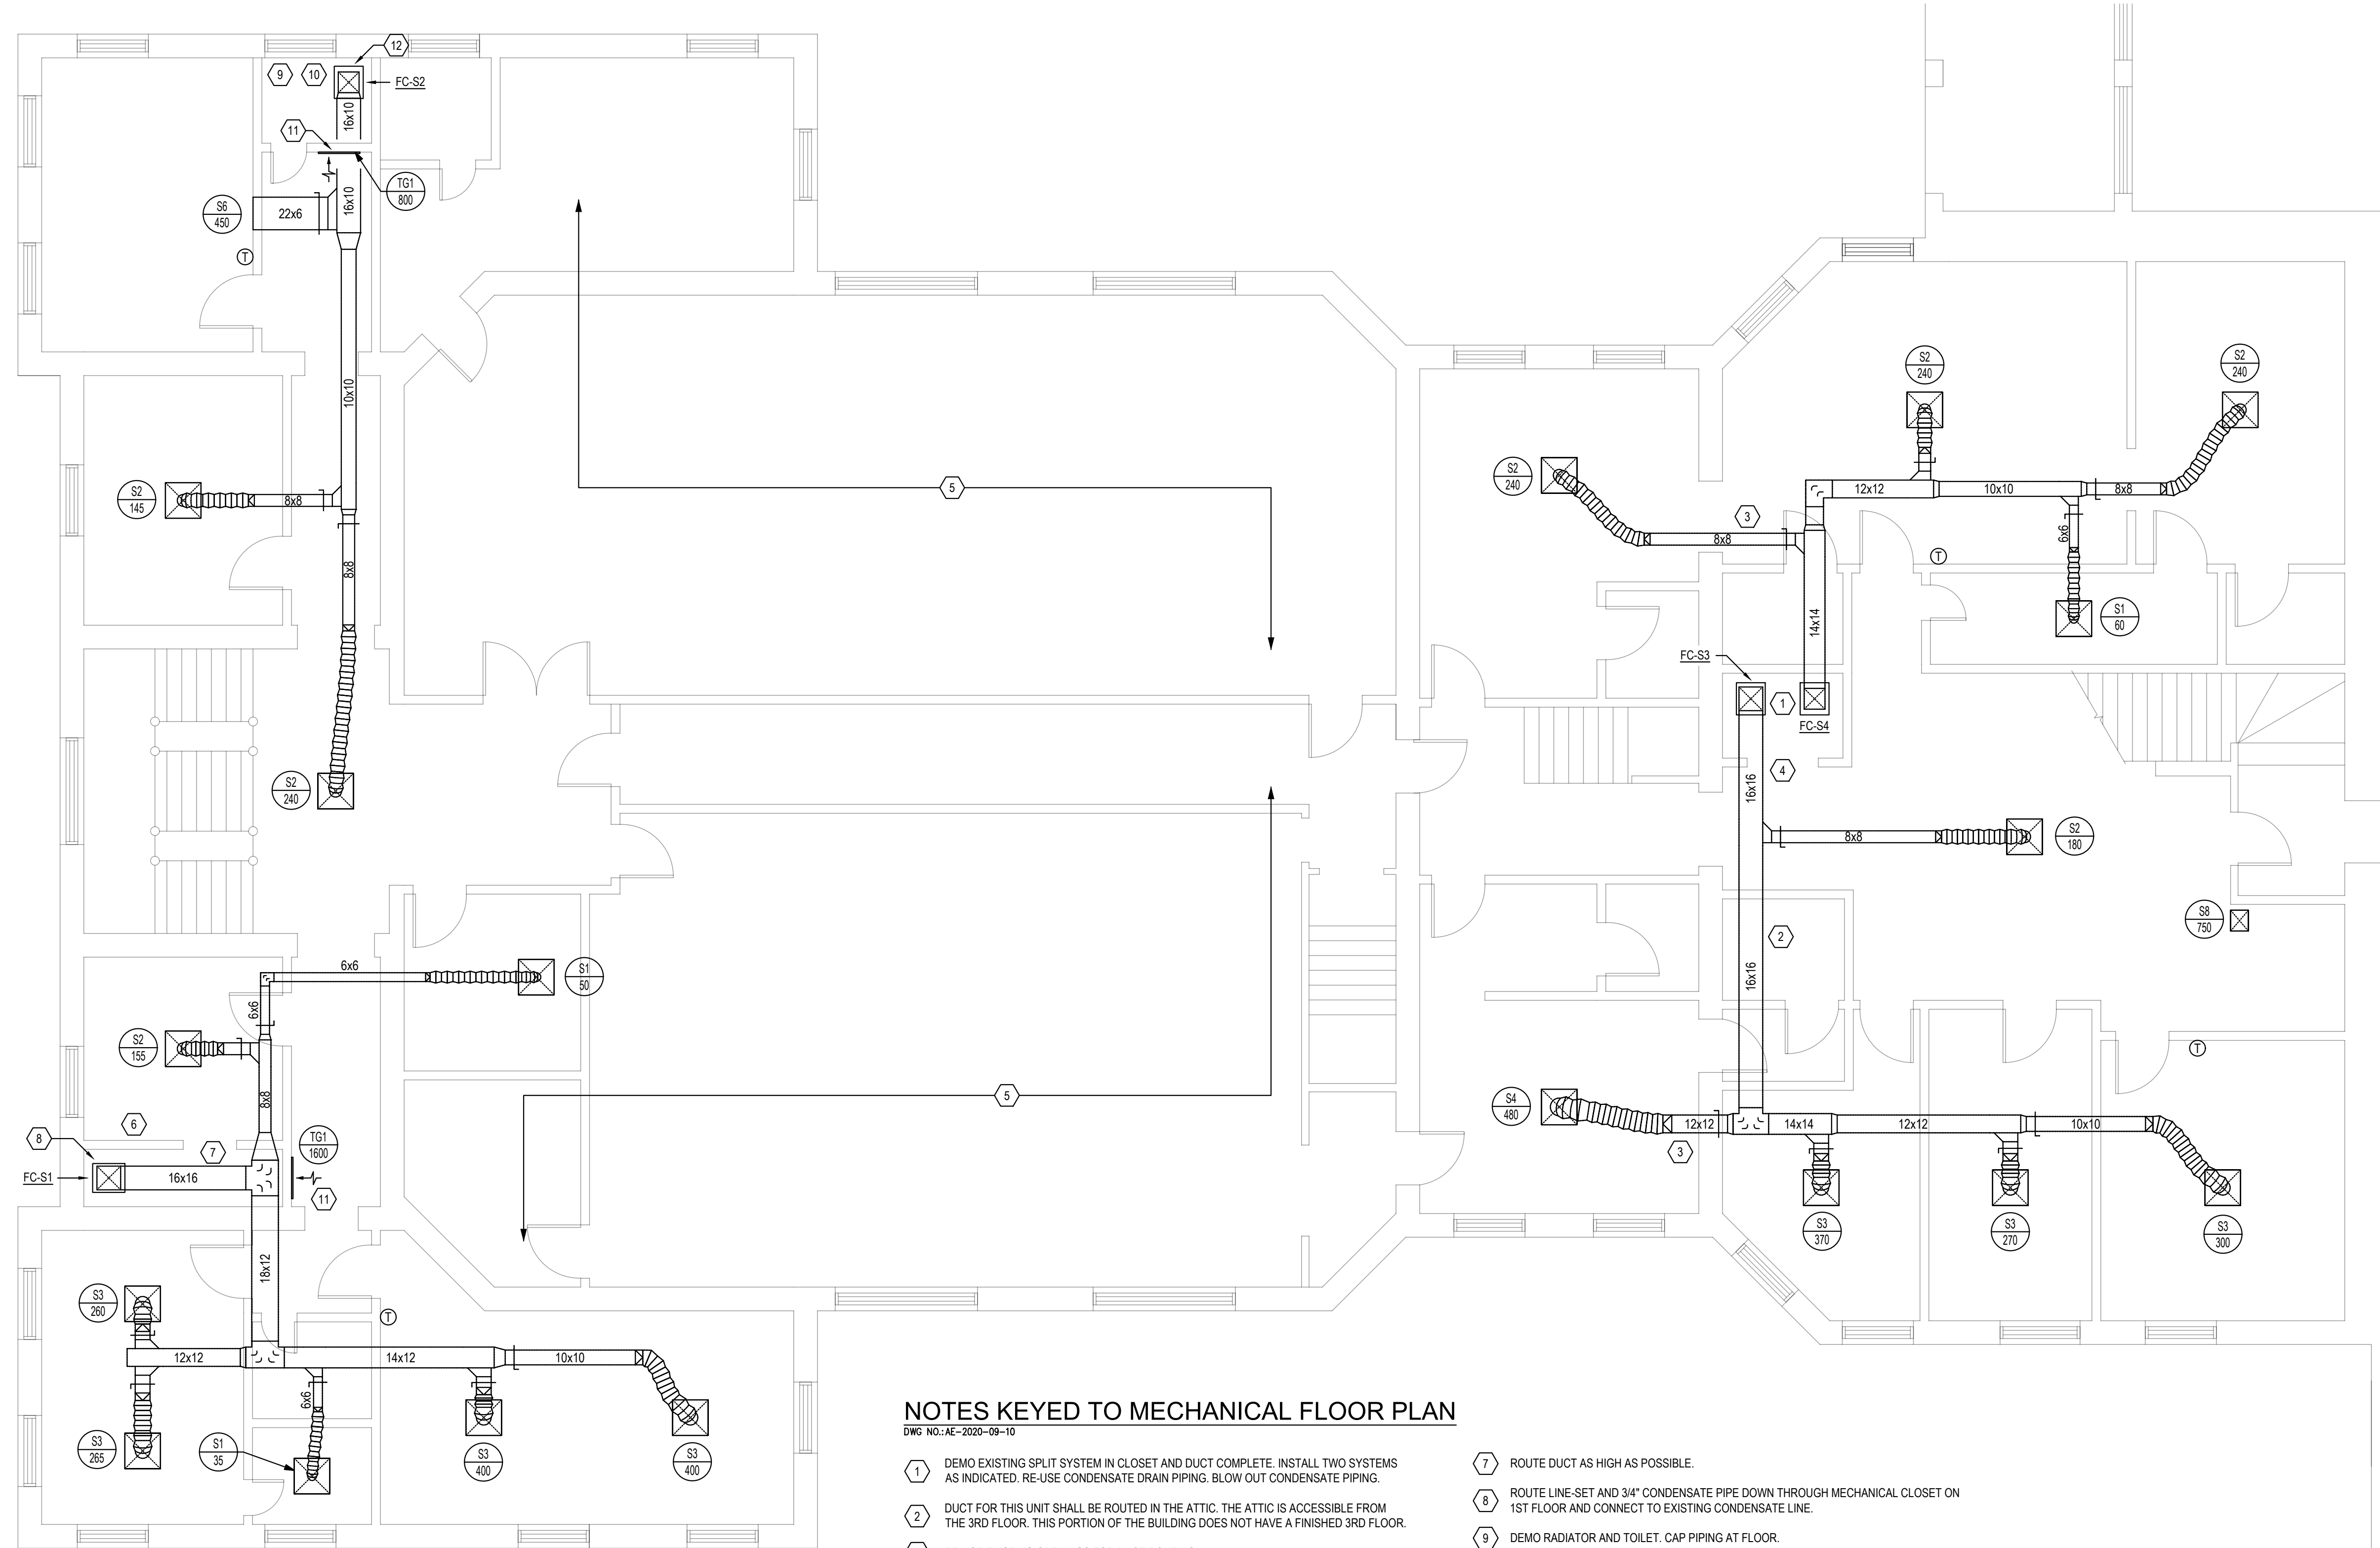 12
9
10
FC-S2
16x10
11
TG1
800
16x10
S6
450
22x6
T
10x10
S2
145
8x8
8x8
S2
240
5
S2
240
S2
240
S2
240
3
8x8
12x12
10x10
8x8
6x6
T
S1
60
14x14
FC-S3
1
FC-S4
4
16x16
8x8
S2
180
S8
750
2
16x16
T
6x6
S1
50
6x6
S2
155
8x8
6
8
7
TG1
1600
FC-S1
16x16
11
5
S4
480
12x12
3
14x14
12x12
10x10
S3
370
S3
270
S3
300
18x12
S3
260
T
12x12
14x12
10x10
6x6
S3
265
S1
35
S3
400
S3
400
NOTES KEYED TO MECHANICAL FLOOR PLAN
DWG NO.: AE-2020-09-10
1 DEMO EXISTING SPLIT SYSTEM IN CLOSET AND DUCT COMPLETE. INSTALL TWO SYSTEMS
AS INDICATED. RE-USE CONDENSATE DRAIN PIPING. BLOW OUT CONDENSATE PIPING.
2 DUCT FOR THIS UNIT SHALL BE ROUTED IN THE ATTIC. THE ATTIC IS ACCESSIBLE FROM
THE 3RD FLOOR. THIS PORTION OF THE BUILDING DOES NOT HAVE A FINISHED 3RD FLOOR.
7 ROUTE DUCT AS HIGH AS POSSIBLE.
8 ROUTE LINE-SET AND 3/4" CONDENSATE PIPE DOWN THROUGH MECHANICAL CLOSET ON
1ST FLOOR AND CONNECT TO EXISTING CONDENSATE LINE.
9 DEMO RADIATOR AND TOILET. CAP PIPING AT FLOOR.